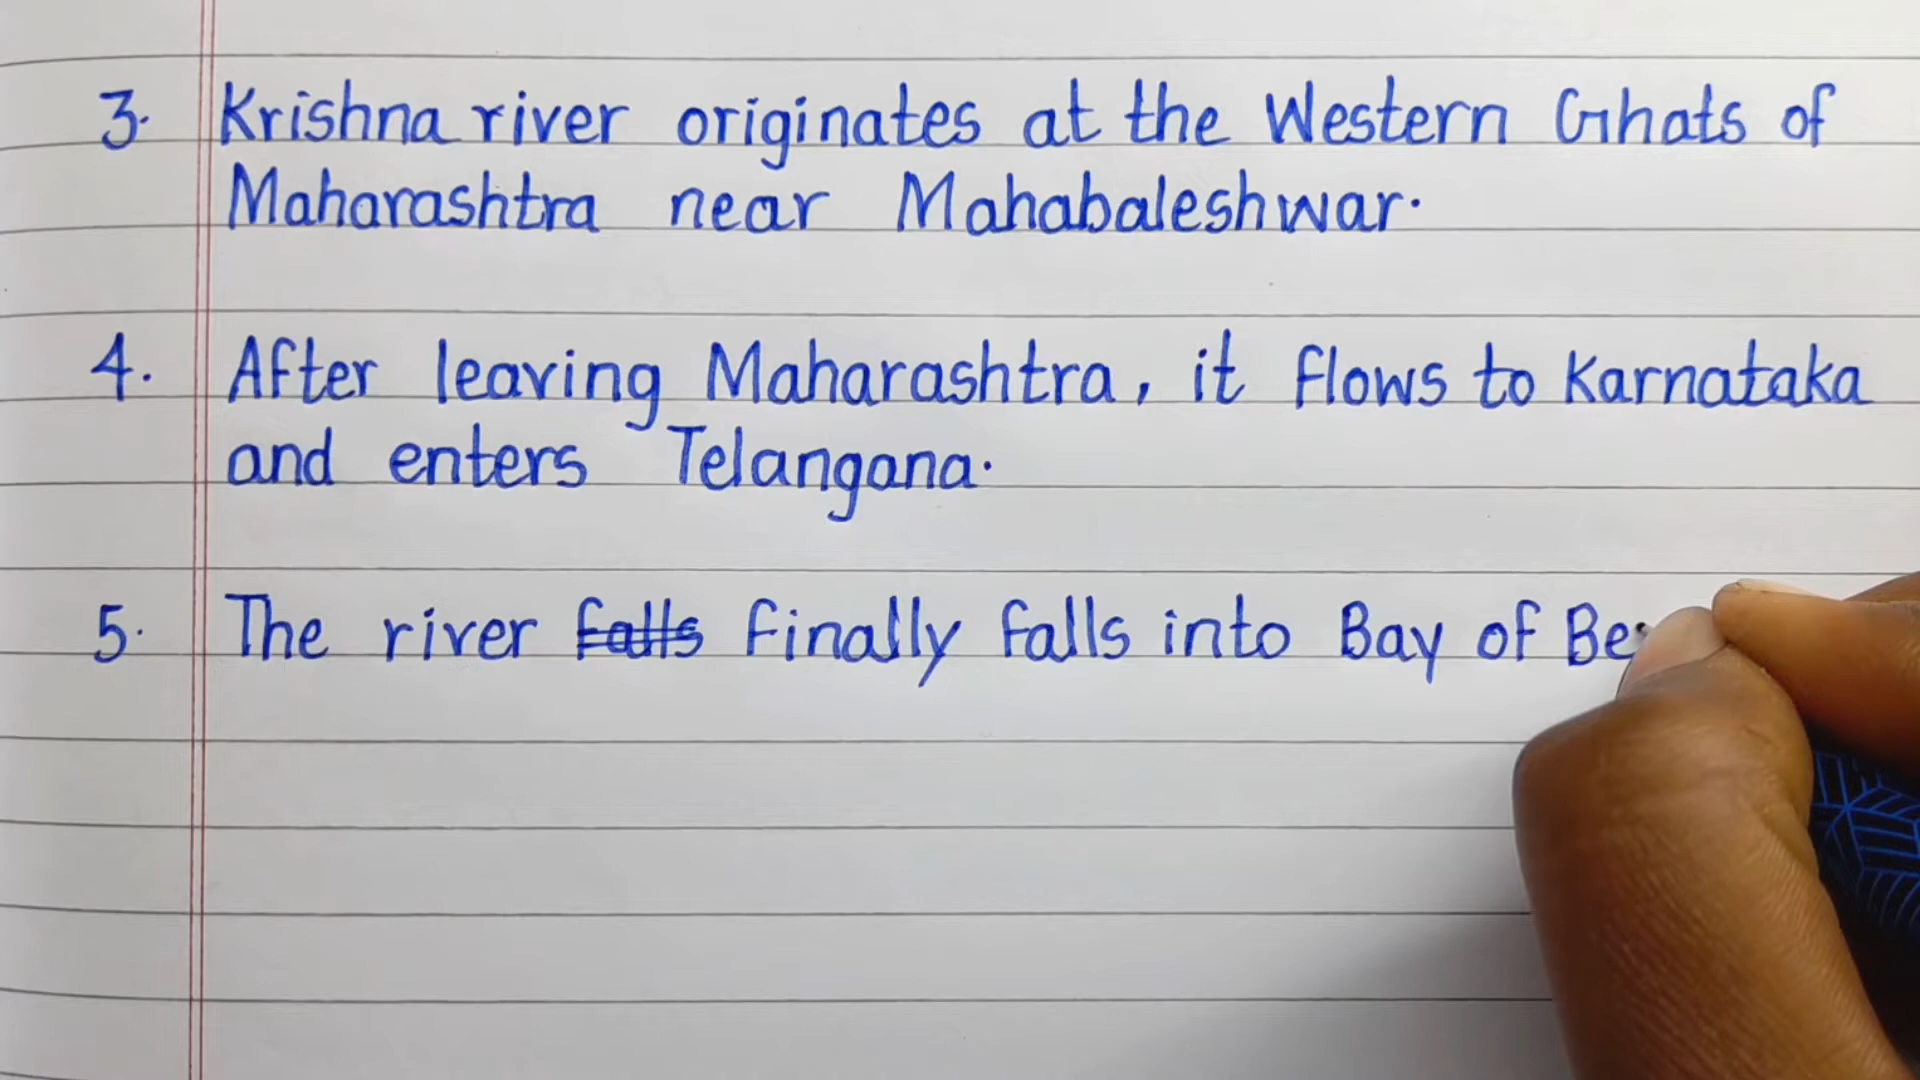 3. Krishna river originates at the Western Ghats of
Maharashtra near Mahabaleshwar.
4. After leaving Maharashtra, it flows to Karnataka
and enters Telangana.
5. The river falls finally falls into Bay of Be